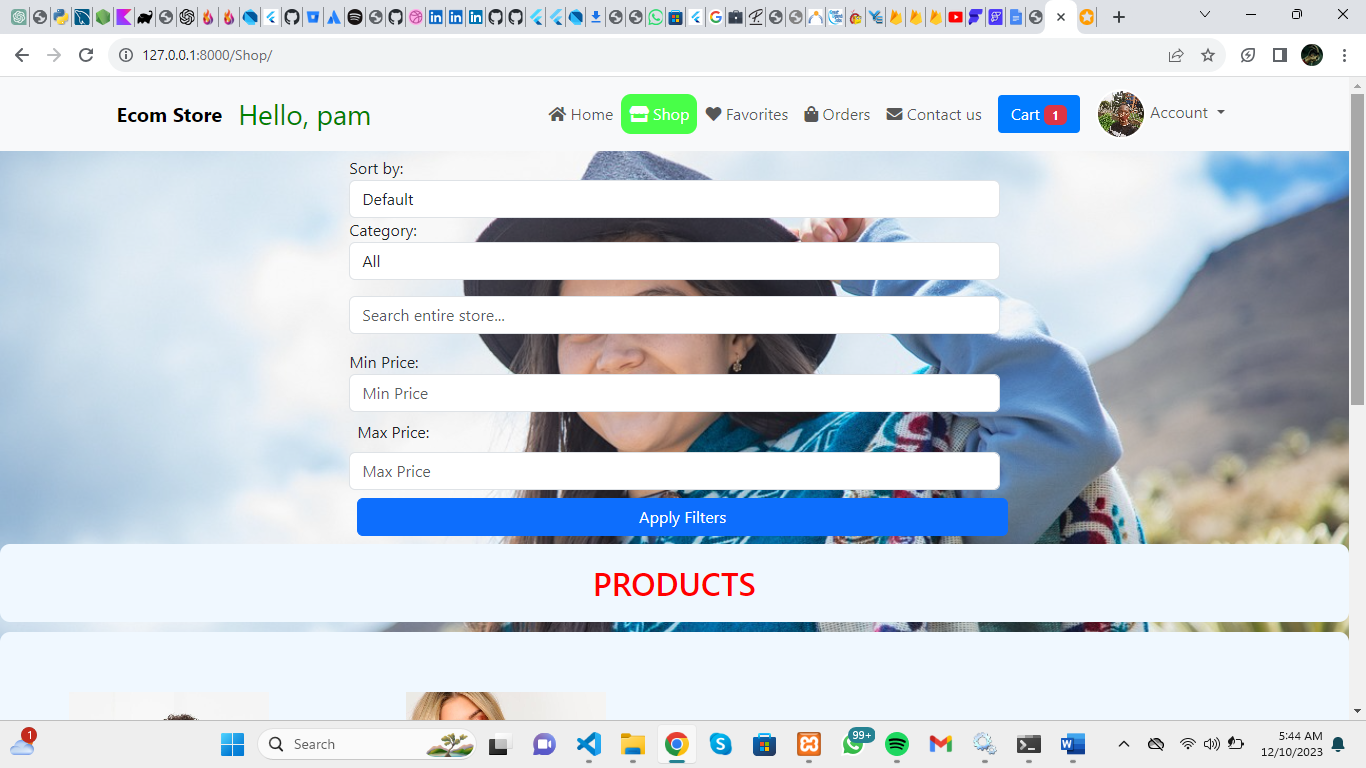 127.0.0.1:8000/Shop/
Ecom Store Hello, pam Home Shop Favorites Orders Contact us Cart 1 Account
Sort by:
Default
Category:
All
Search entire store...
Min Price:
Min Price
Max Price:
Max Price
Apply Filters
PRODUCTS
1
Search
99+
5:44 AM
12/10/2023